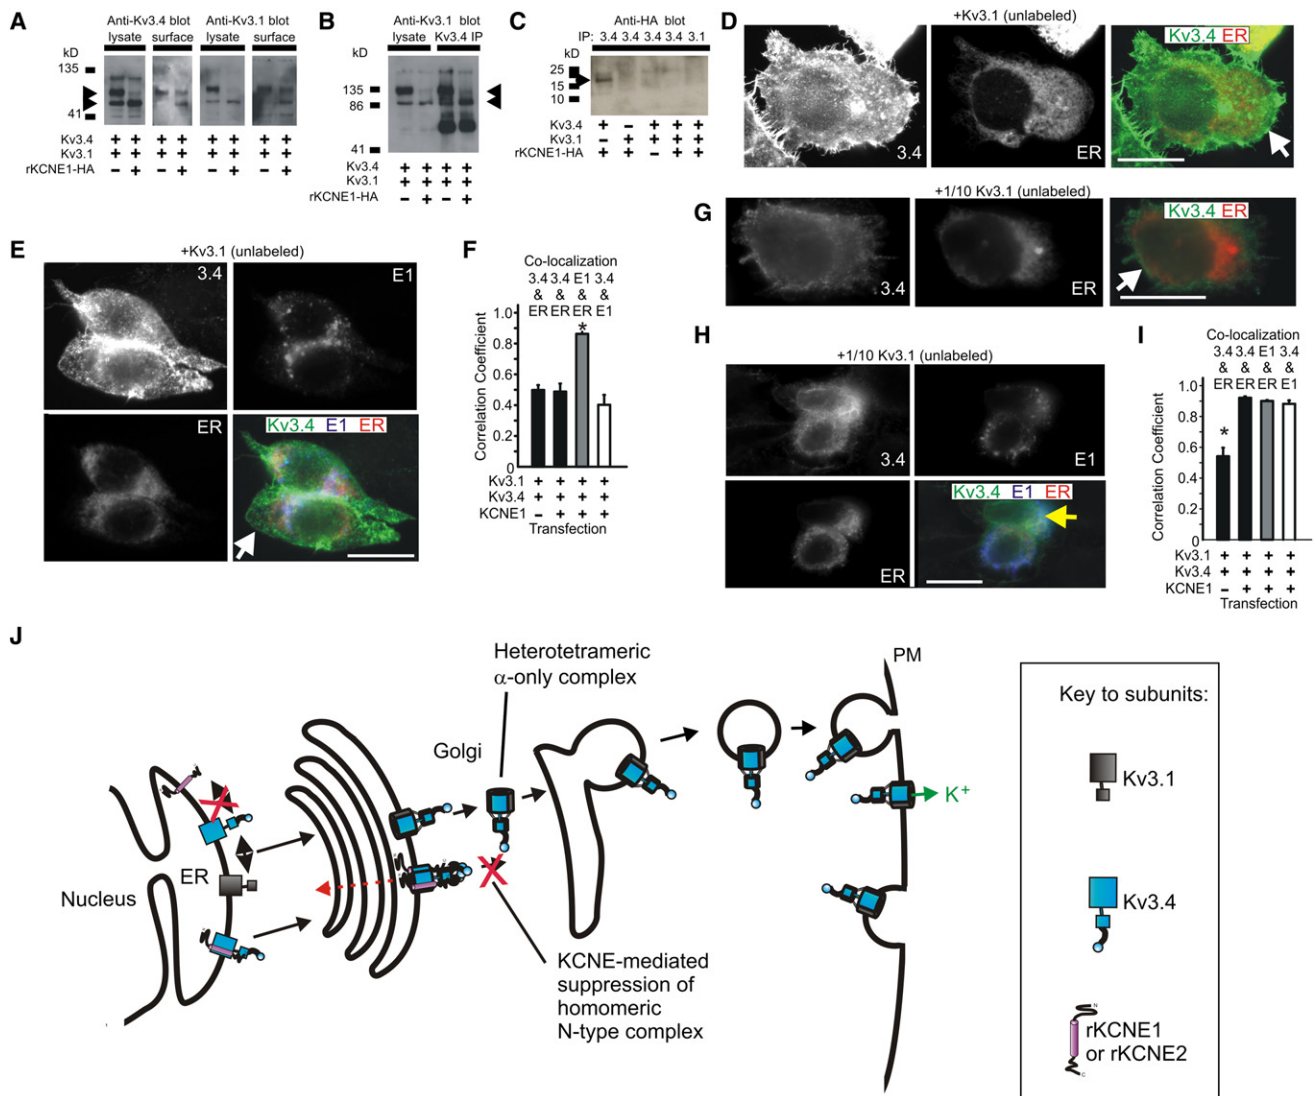 A
Anti-Kv3.4 blot
Anti-Kv3.1 blot
lysate surface lysate surface
kD
135
41
Kv3.4 + + + + + + + +
Kv3.1 + + + + + + + +
rKCNE1-HA – + – + – + – +
B
Anti-Kv3.1 blot
lysate Kv3.4 IP
kD
135
86
41
Kv3.4 + + + +
Kv3.1 + + + +
rKCNE1-HA – + – +
C
Anti-HA blot
IP: 3.4 3.4 3.4 3.4 3.1
kD
25
15
10
Kv3.4 + – + + +
Kv3.1 – + + + +
rKCNE1-HA + + – + +
D
+Kv3.1 (unlabeled)
3.4
ER
Kv3.4 ER
G
+1/10 Kv3.1 (unlabeled)
3.4
ER
Kv3.4 ER
E
+Kv3.1 (unlabeled)
3.4
E1
ER
Kv3.4 E1 ER
F
Co-localization
3.4 3.4 E1 3.4
& & & &
ER ER ER E1
Correlation Coefficient
1.0
0.8
0.6
0.4
0.2
0
*
Kv3.1 + + + +
Kv3.4 + + + +
KCNE1 – + + +
Transfection
H
+1/10 Kv3.1 (unlabeled)
3.4
E1
ER
Kv3.4 E1 ER
I
Co-localization
3.4 3.4 E1 3.4
& & & &
ER ER ER E1
Correlation Coefficient
1.0
0.8
0.6
0.4
0.2
0
*
Kv3.1 + + + +
Kv3.4 + + + +
KCNE1 – + + +
Transfection
J
Heterotetrameric
α-only complex
Golgi
PM
K+
ER
Nucleus
KCNE-mediated
suppression of
homomeric
N-type complex
Key to subunits:
Kv3.1
Kv3.4
N
rKCNE1
or rKCNE2
C